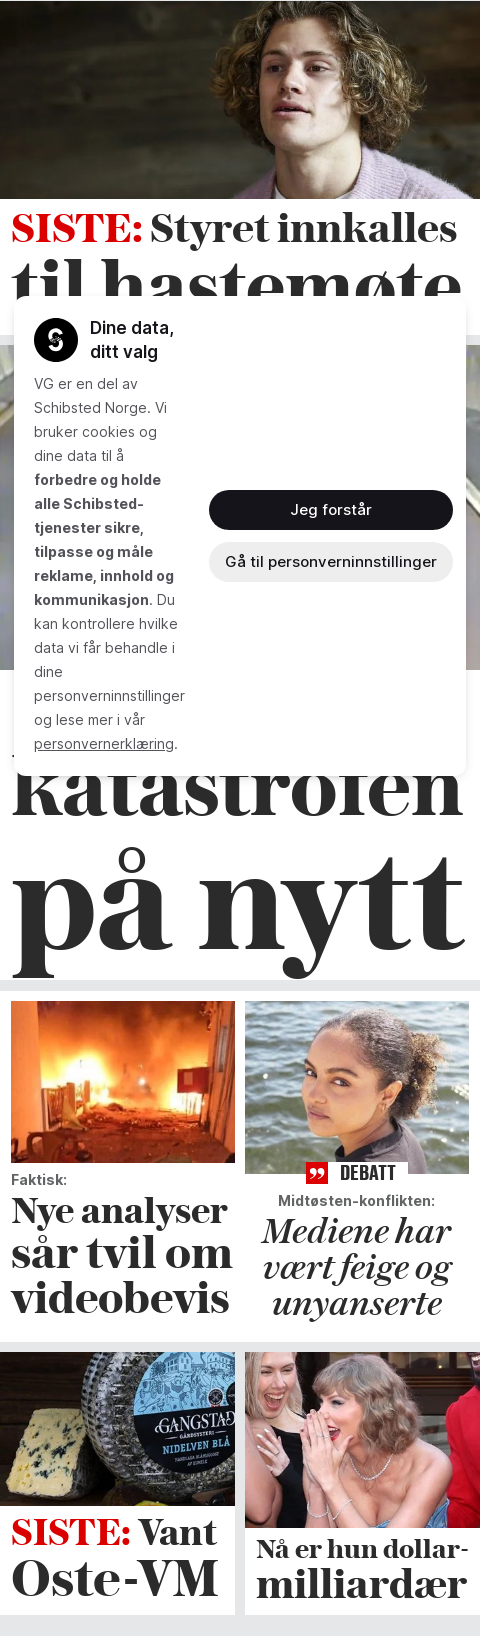 SISTE: Styret innkalles
til hastemøte
Dine data,
ditt valg
VG er en del av
Schibsted Norge. Vi
bruker cookies og
dine data til å
forbedre og holde
alle Schibsted-
tjenester sikre,
tilpasse og måle
reklame, innhold og
kommunikasjon. Du
kan kontrollere hvilke
data vi får behandle i
dine
personverninnstillinger
og lese mer i vår
personvernerklæring.
Jeg forstår
Gå til personverninnstillinger
katastrofen
på nytt
Faktisk:
Nye analyser
sår tvil om
videobevis
DEBATT
Midtøsten-konflikten:
Mediene har
vært feige og
unyanserte
GANGSTAD
GÅRDSYSTERI
NIDELVEN BLÅ
SISTE: Vant
Oste-VM
Nå er hun dollar-
milliardær